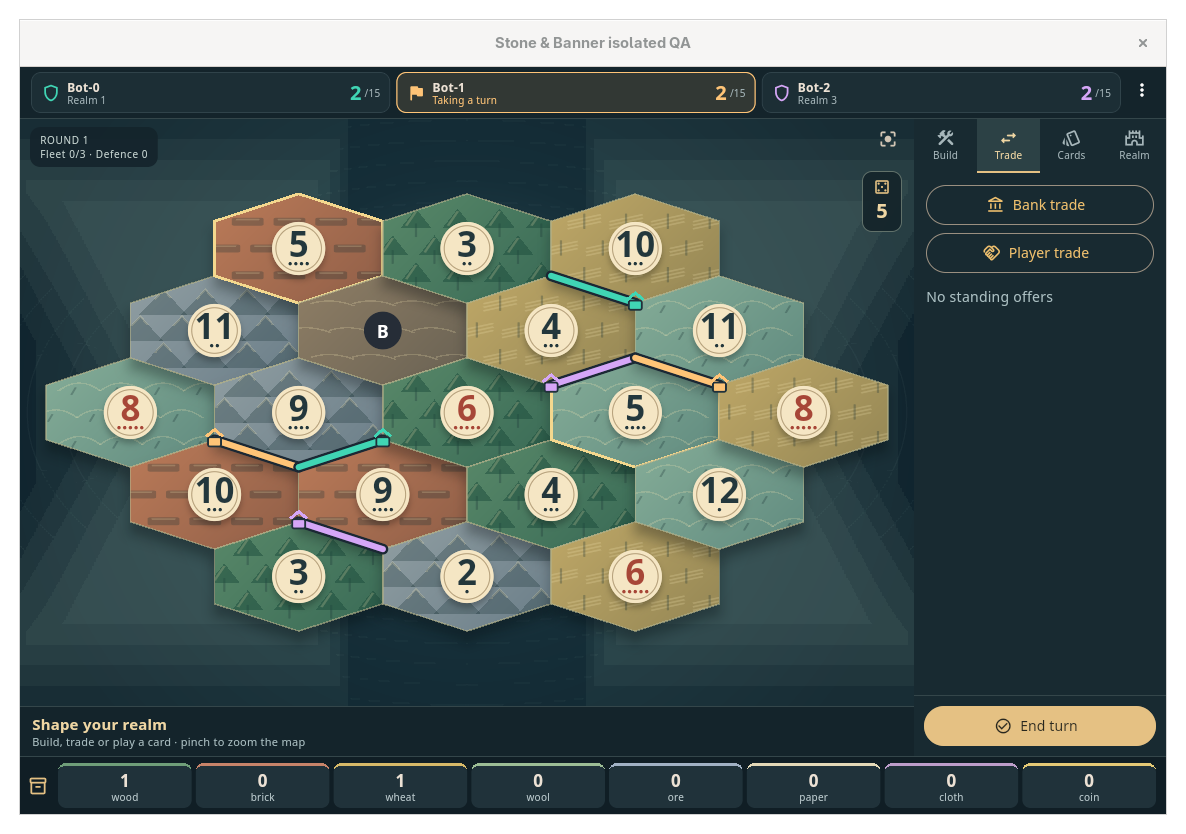 Stone & Banner isolated QA
Bot-0
Realm 1
2 /15
Bot-1
Taking a turn
2 /15
Bot-2
Realm 3
2 /15
ROUND 1
Fleet 0/3 · Defence 0
5
Build
Trade
Cards
Realm
Bank trade
Player trade
No standing offers
5
3
10
11
B
4
11
8
9
6
5
8
10
9
4
12
3
2
6
Shape your realm
Build, trade or play a card · pinch to zoom the map
End turn
1
wood
0
brick
1
wheat
0
wool
0
ore
0
paper
0
cloth
0
coin